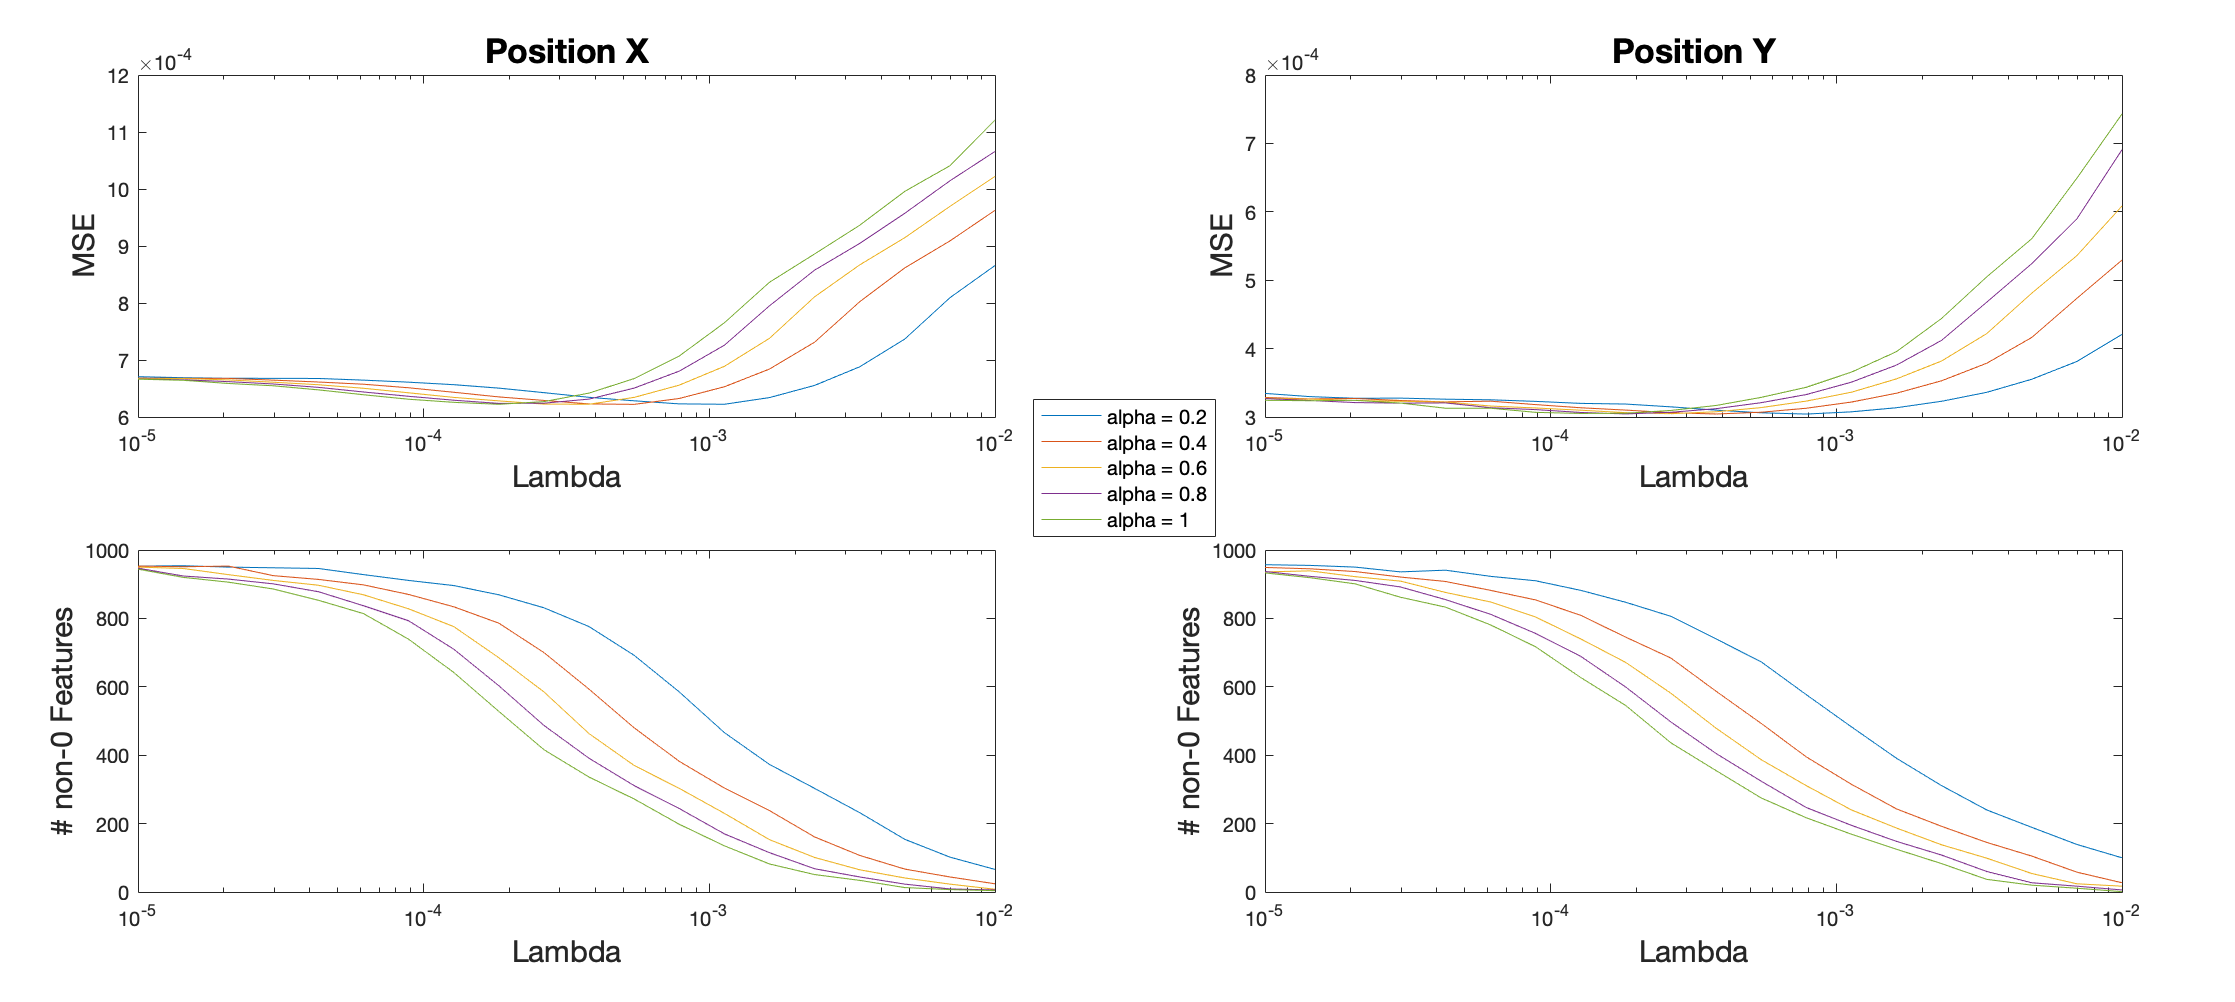 Position X
×10-4
12
11
10
9
8
7
6
MSE
10-5
10-4
10-3
10-2
Lambda
Position Y
×10-4
8
7
6
5
4
3
MSE
10-5
10-4
10-3
10-2
Lambda
alpha = 0.2
alpha = 0.4
alpha = 0.6
alpha = 0.8
alpha = 1
1000
800
600
400
200
0
# non-0 Features
10-5
10-4
10-3
10-2
Lambda
1000
800
600
400
200
0
# non-0 Features
10-5
10-4
10-3
10-2
Lambda